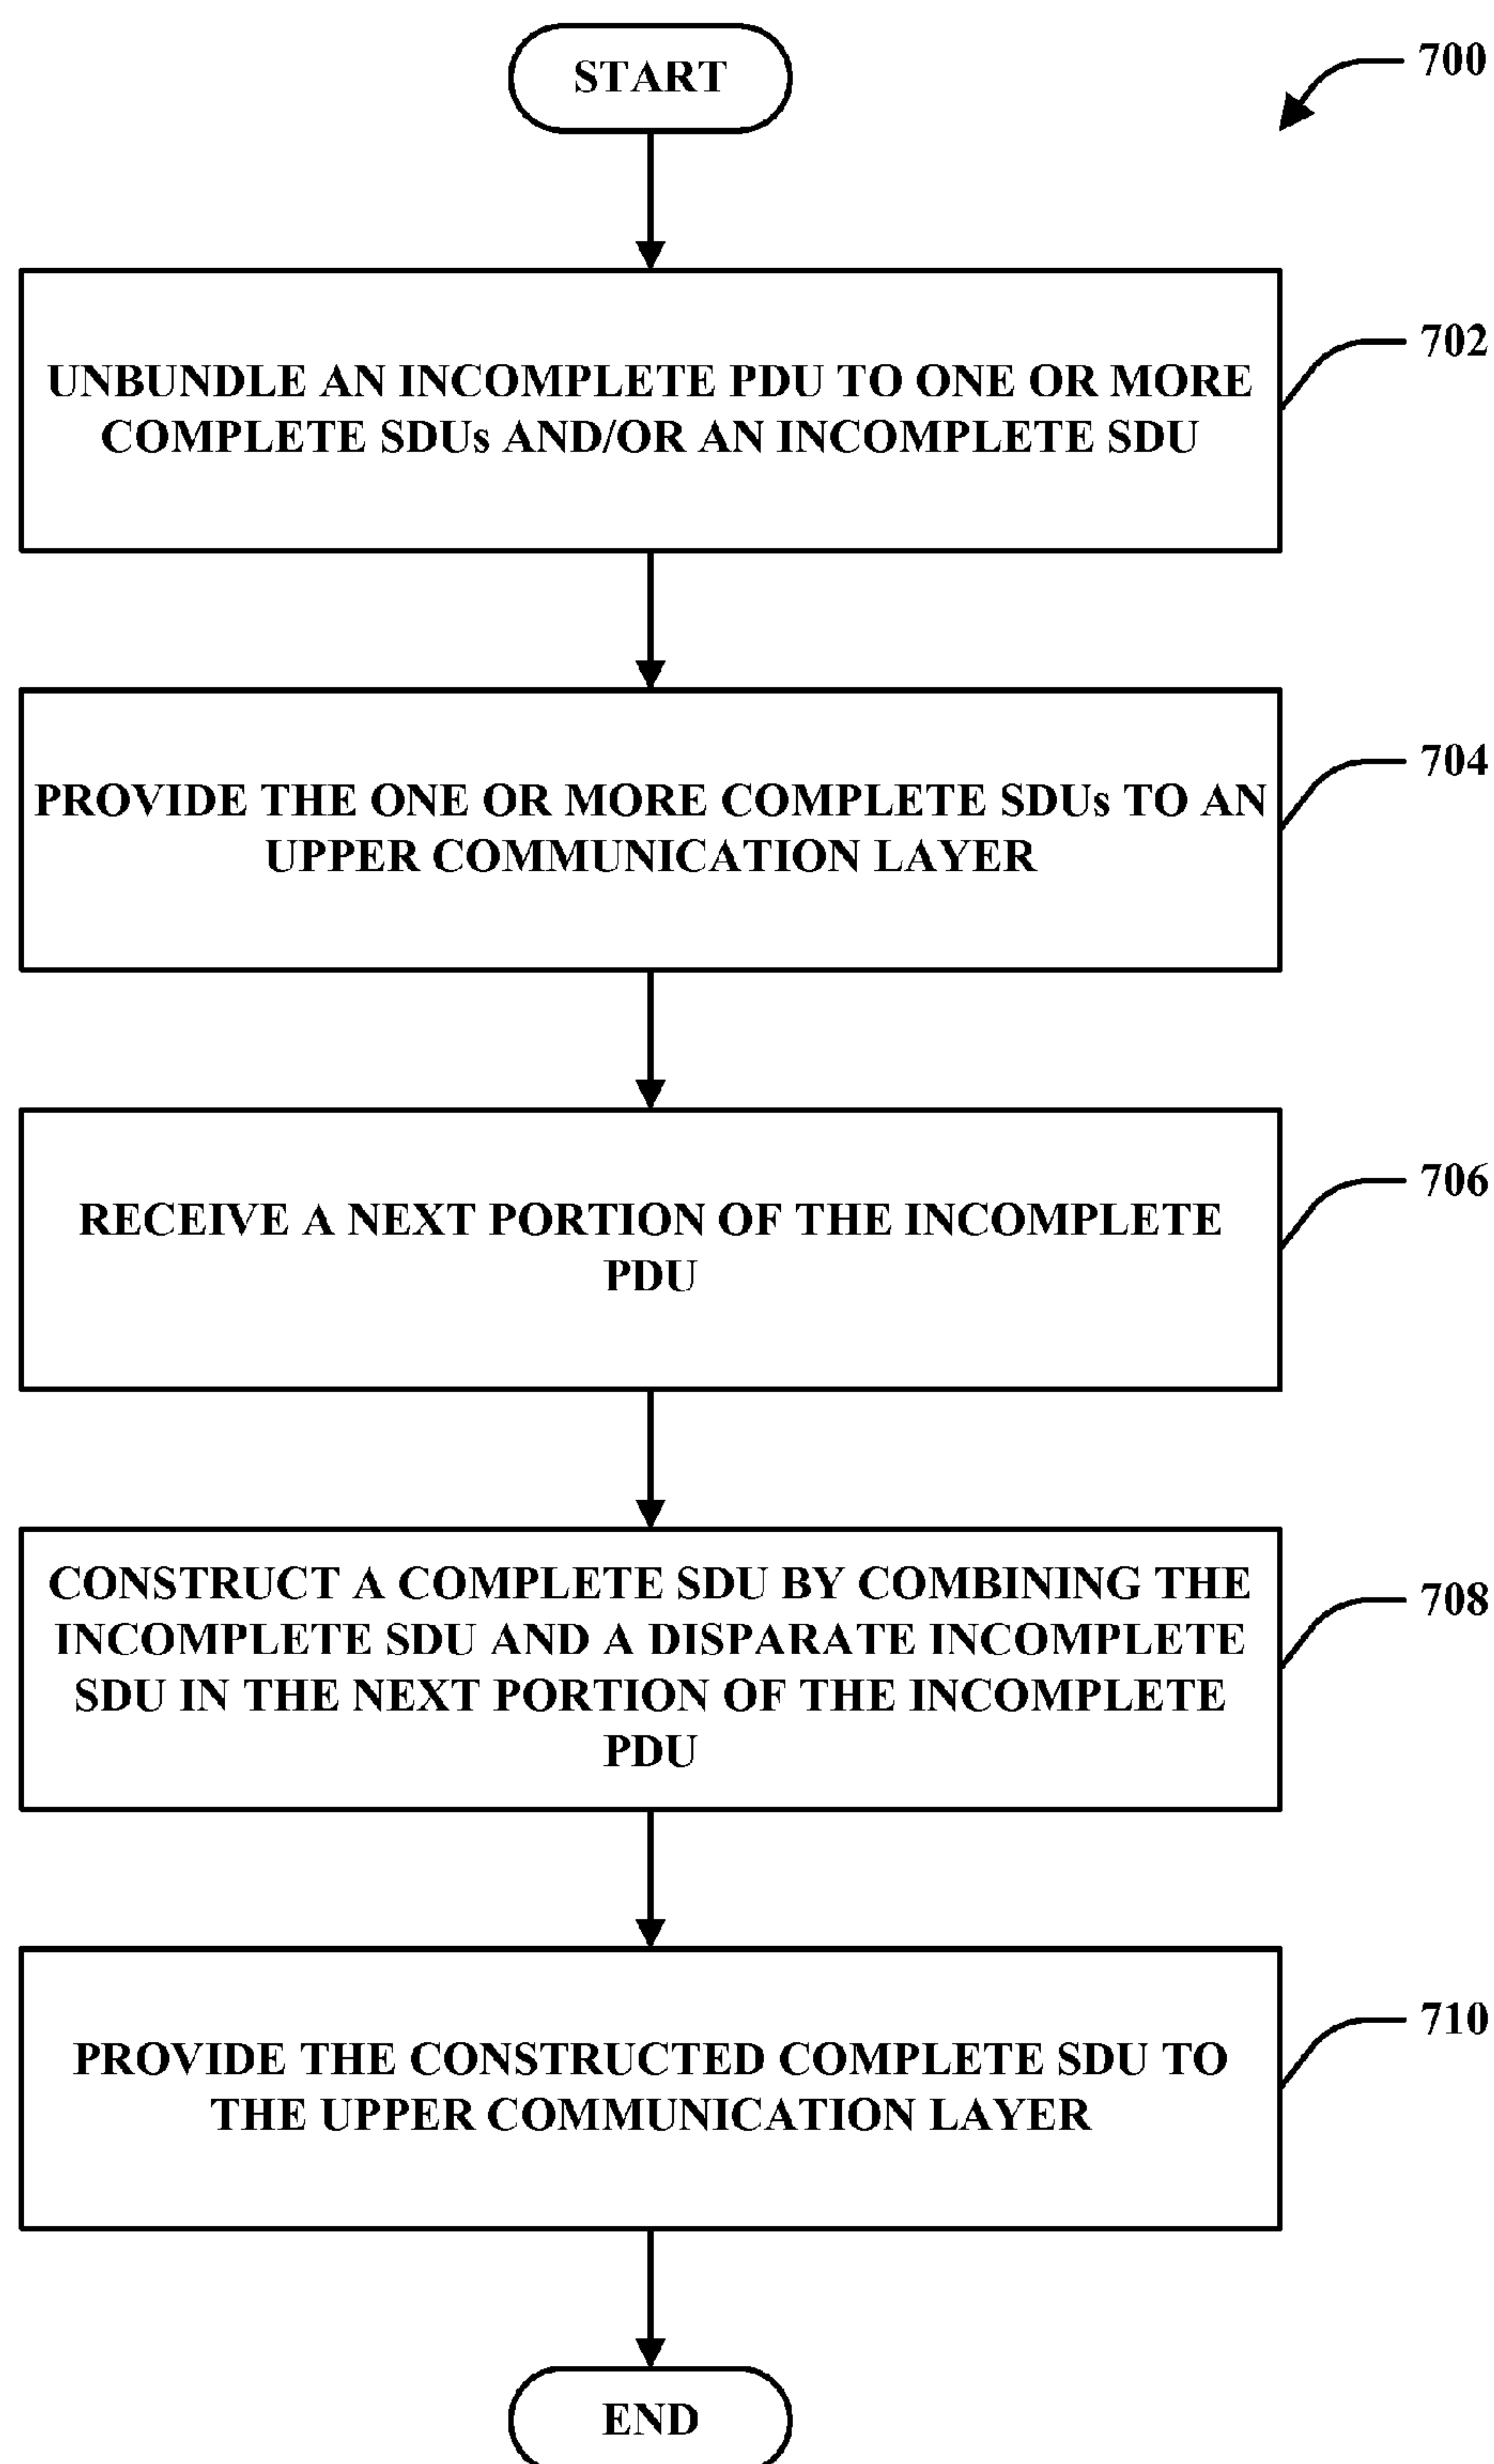 START
700
702
UNBUNDLE AN INCOMPLETE PDU TO ONE OR MORE
COMPLETE SDUs AND/OR AN INCOMPLETE SDU
704
PROVIDE THE ONE OR MORE COMPLETE SDUs TO AN
UPPER COMMUNICATION LAYER
706
RECEIVE A NEXT PORTION OF THE INCOMPLETE
PDU
708
CONSTRUCT A COMPLETE SDU BY COMBINING THE
INCOMPLETE SDU AND A DISPARATE INCOMPLETE
SDU IN THE NEXT PORTION OF THE INCOMPLETE
PDU
710
PROVIDE THE CONSTRUCTED COMPLETE SDU TO
THE UPPER COMMUNICATION LAYER
END